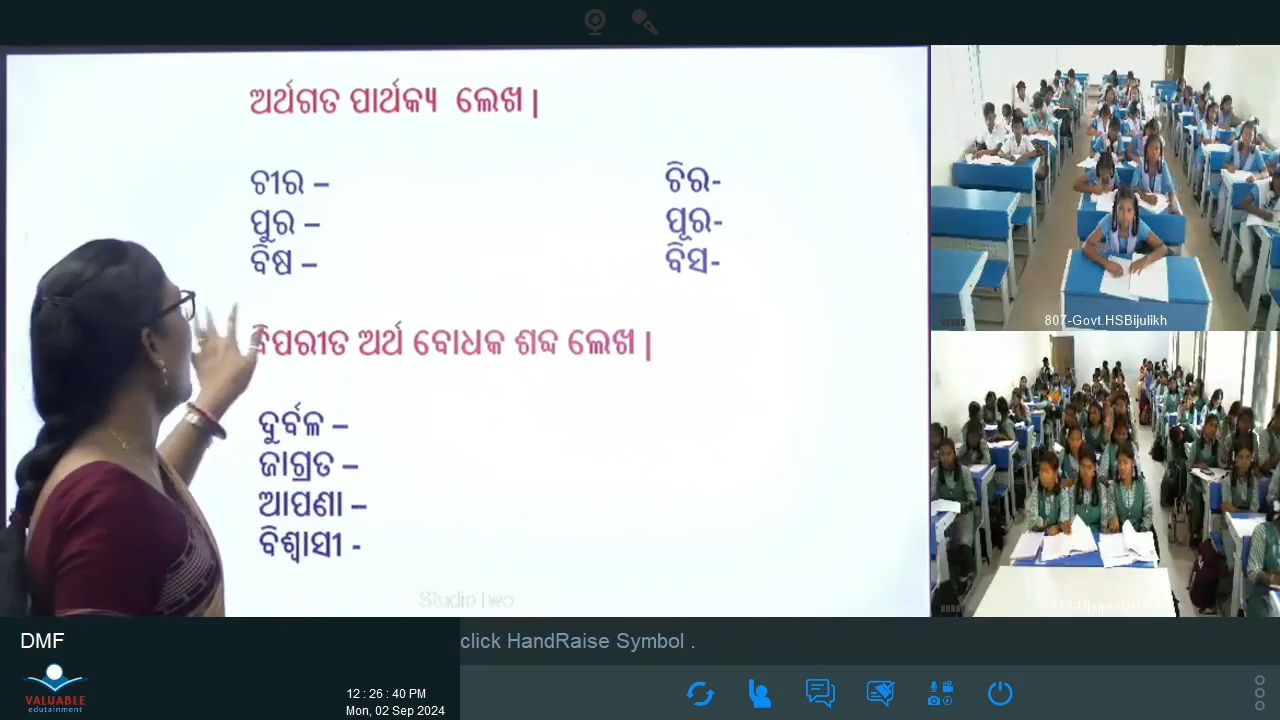 ଅର୍ଥଗତ ପାର୍ଥକ୍ୟ ଲେଖ |
ଚୀର – ଚିର-
ପୁର – ପୂର-
ବିଷ – ବିସ-
ବିପରୀତ ଅର୍ଥ ବୋଧକ ଶବ୍ଦ ଲେଖ |
ଦୁର୍ବଳ –
ଜାଗ୍ରତ –
ଆପଣା –
ବିଶ୍ୱାସୀ -
Studio Two
807-Govt.HSBijulikh
DMF
click HandRaise Symbol .
VALUABLE
edutainment
12 : 26 : 40 PM
Mon, 02 Sep 2024